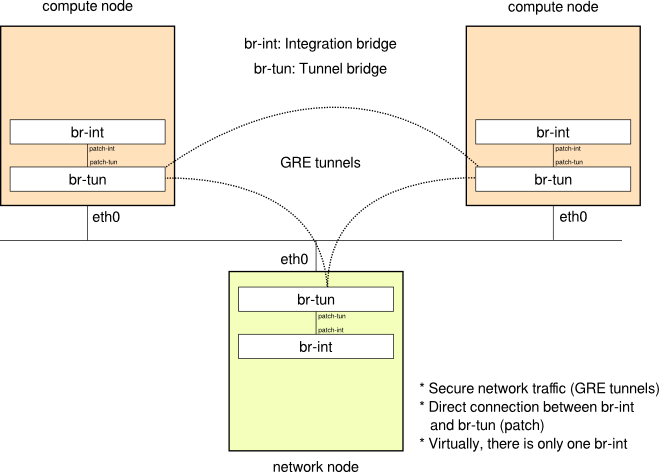 compute node
compute node
br-int: Integration bridge
br-tun: Tunnel bridge
br-int
patch-int
patch-tun
br-tun
br-int
patch-int
patch-tun
br-tun
GRE tunnels
eth0
eth0
eth0
br-tun
patch-tun
patch-int
br-int
* Secure network traffic (GRE tunnels)
* Direct connection between br-int
and br-tun (patch)
* Virtually, there is only one br-int
network node